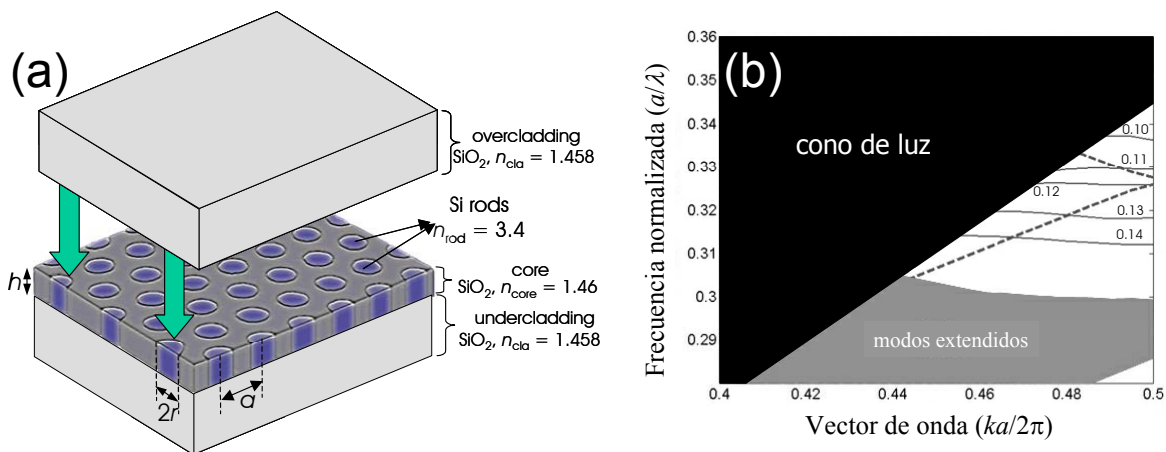 (a)
overcladding
SiO2, ncla = 1.458
Si rods
nrod = 3.4
core
SiO2, ncore = 1.46
undercladding
SiO2, ncla = 1.458
h
2r
a
(b)
Frecuencia normalizada (a/λ)
0.36
0.35
0.34
0.33
0.32
0.31
0.3
0.29
cono de luz
0.10
0.11
0.12
0.13
0.14
modos extendidos
0.4
0.42
0.44
0.46
0.48
0.5
Vector de onda (ka/2π)